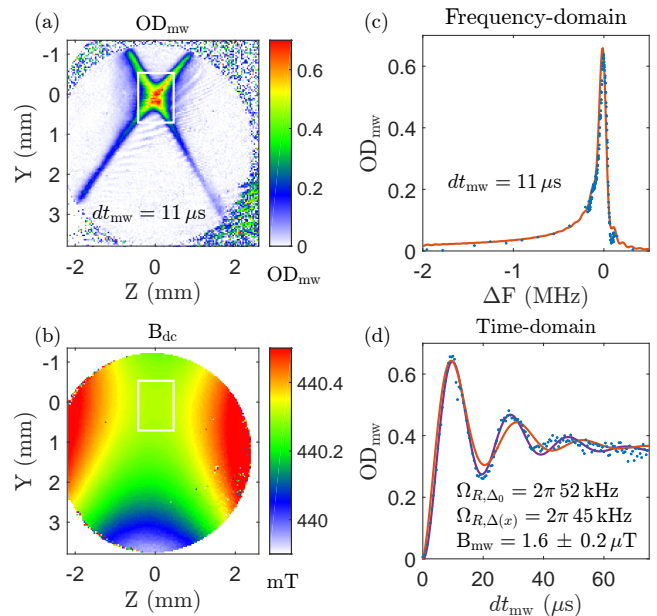 (a)
OD_mw
-1
0
1
2
3
Y (mm)
dt_mw = 11 μs
-2
0
2
Z (mm)
0.6
0.4
0.2
0
OD_mw
(c)
Frequency-domain
0.6
0.4
0.2
0
OD_mw
dt_mw = 11 μs
-2
-1
0
ΔF (MHz)
(b)
B_dc
-1
0
1
2
3
Y (mm)
-2
0
2
Z (mm)
440.4
440.2
440
mT
(d)
Time-domain
0.6
0.4
0.2
0
OD_mw
Ω_R,Δ₀ = 2π 52 kHz
Ω_R,Δ(x) = 2π 45 kHz
B_mw = 1.6 ± 0.2 μT
0
20
40
60
dt_mw (μs)